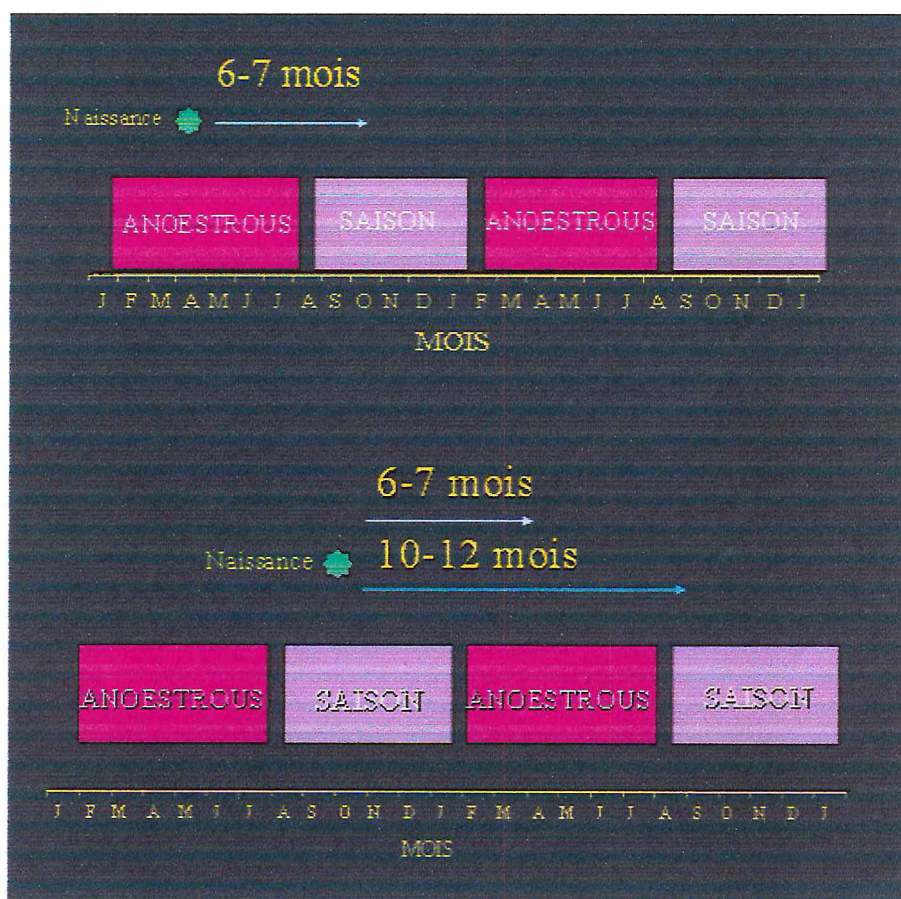 6-7 mois
Naissance
ANOESTROUS SAISON ANOESTROUS SAISON
J F M A M J J A S O N D J F M A M J J A S O N D J
MOIS
6-7 mois
Naissance 10-12 mois
ANOESTROUS SAISON ANOESTROUS SAISON
J F M A M J J A S O N D J F M A M J J A S O N D J
MOIS